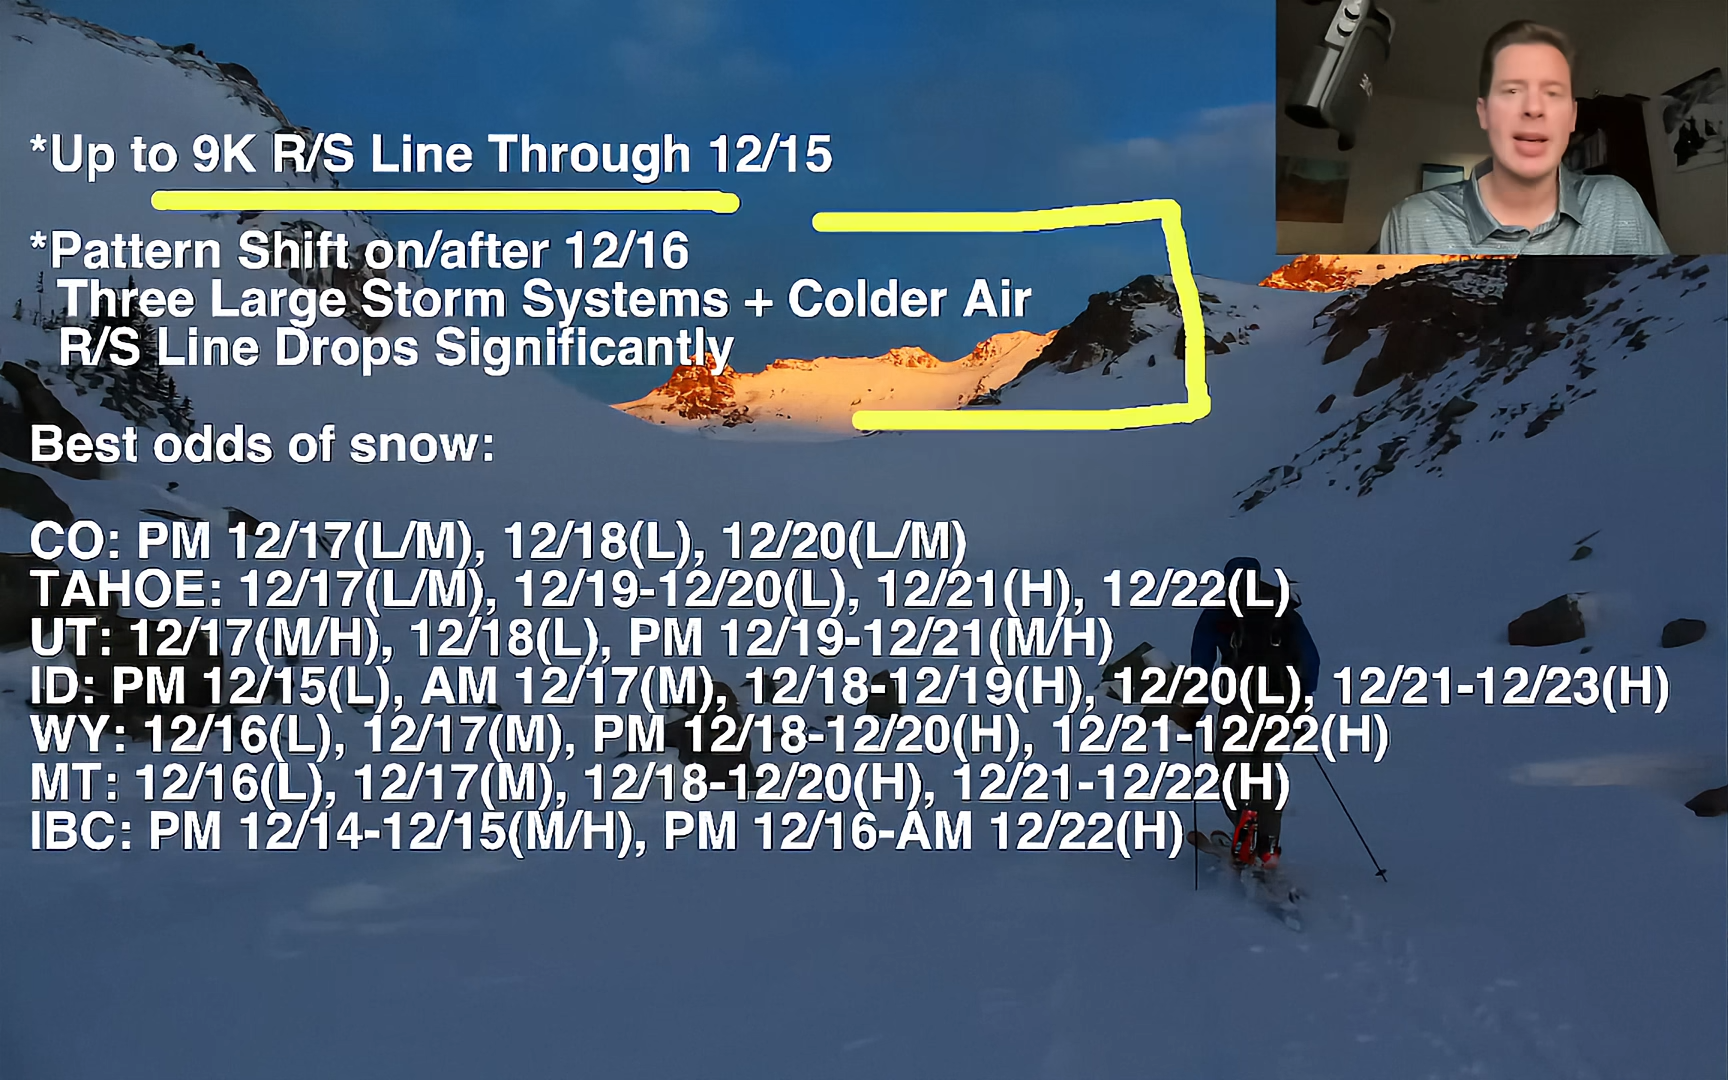 *Up to 9K R/S Line Through 12/15
*Pattern Shift on/after 12/16
Three Large Storm Systems + Colder Air
R/S Line Drops Significantly
Best odds of snow:
CO: PM 12/17(L/M), 12/18(L), 12/20(L/M)
TAHOE: 12/17(L/M), 12/19-12/20(L), 12/21(H), 12/22(L)
UT: 12/17(M/H), 12/18(L), PM 12/19-12/21(M/H)
ID: PM 12/15(L), AM 12/17(M), 12/18-12/19(H), 12/20(L), 12/21-12/23(H)
WY: 12/16(L), 12/17(M), PM 12/18-12/20(H), 12/21-12/22(H)
MT: 12/16(L), 12/17(M), 12/18-12/20(H), 12/21-12/22(H)
IBC: PM 12/14-12/15(M/H), PM 12/16-AM 12/22(H)